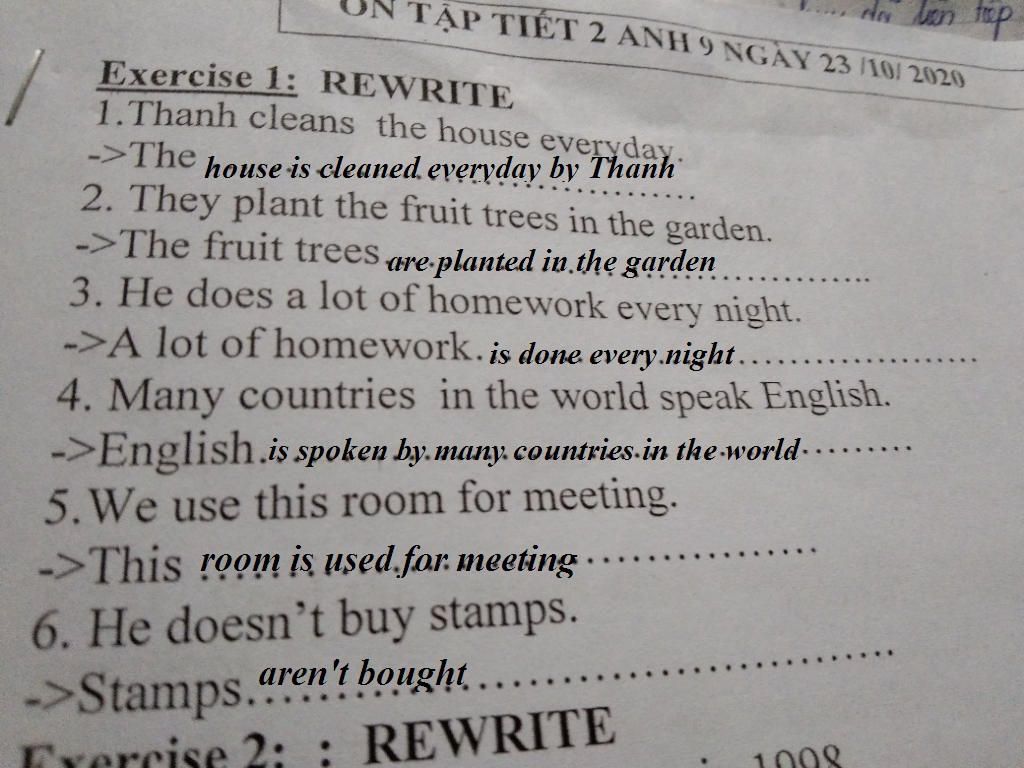 ÔN TẬP TIẾT 2 ANH 9 NGÀY 23 /10/ 2020
Exercise 1: REWRITE
1.Thanh cleans the house everyday.
->The house is cleaned everyday by Thanh
2. They plant the fruit trees in the garden.
->The fruit trees are planted in the garden
3. He does a lot of homework every night.
->A lot of homework. is done every night
4. Many countries in the world speak English.
->English is spoken by many countries in the world
5.We use this room for meeting.
->This room is used for meeting
6. He doesn't buy stamps.
->Stamps aren't bought
Exercise 2: : REWRITE
1998